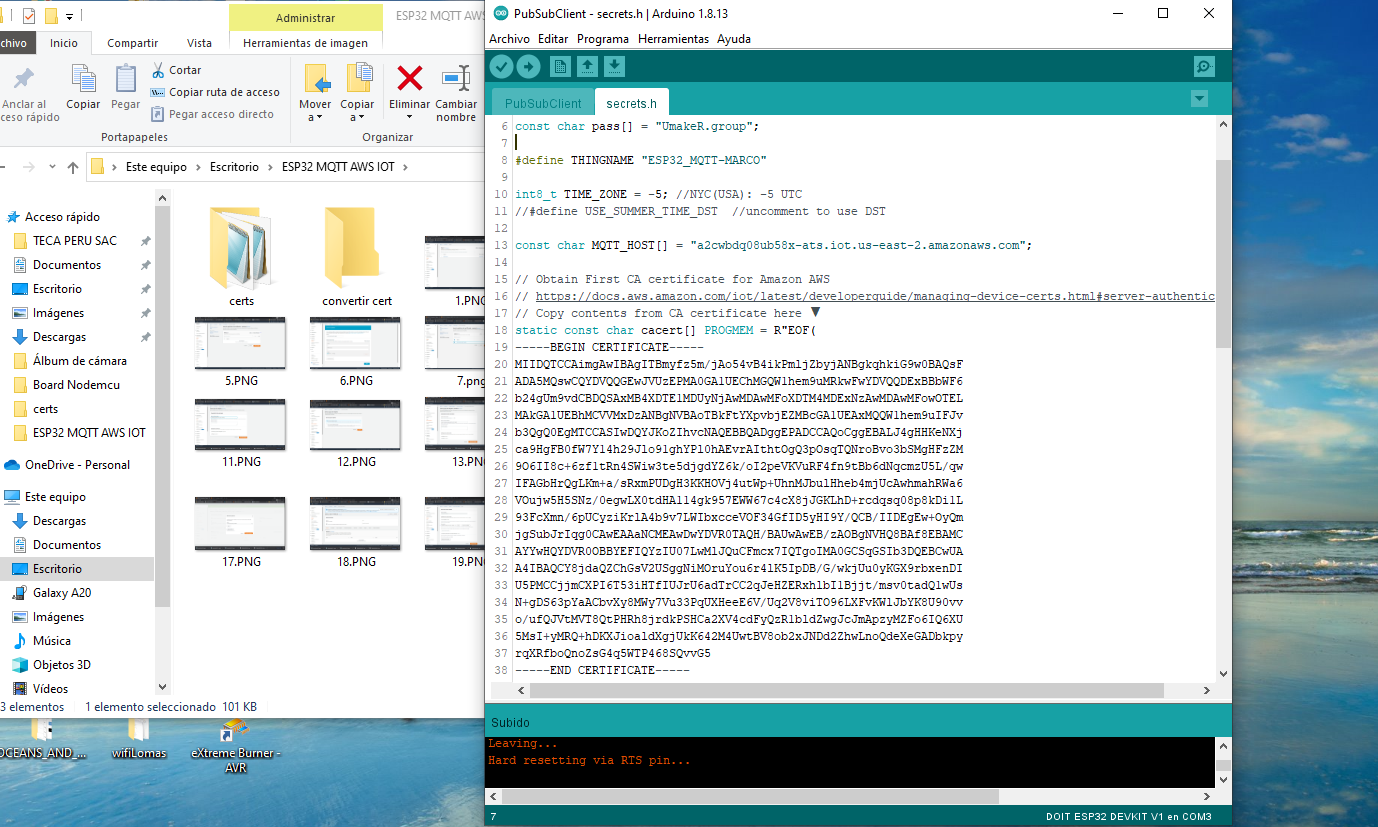 Administrar
ESP32 MQTT AWS
chivo
Inicio
Compartir
Vista
Herramientas de imagen
Anclar al
ceso rápido
Copiar
Pegar
Cortar
Copiar ruta de acceso
Pegar acceso directo
Portapapeles
Mover
a
Copiar
a
Eliminar
Cambiar
nombre
Organizar
Este equipo
Escritorio
ESP32 MQTT AWS IOT
Acceso rápido
TECA PERU SAC
Documentos
Escritorio
Imágenes
Descargas
Álbum de cámara
Board Nodemcu
certs
ESP32 MQTT AWS IOT
OneDrive - Personal
Este equipo
Descargas
Documentos
Escritorio
Galaxy A20
Imágenes
Música
Objetos 3D
Vídeos
certs
convertir cert
1.PNG
5.PNG
6.PNG
7.png
11.PNG
12.PNG
13.PN
17.PNG
18.PNG
19.PN
3 elementos
1 elemento seleccionado 101 KB
OCEANS_AND_...
wifiLomas
eXtreme Burner -
AVR
PubSubClient - secrets.h | Arduino 1.8.13
Archivo Editar Programa Herramientas Ayuda
PubSubClient
secrets.h
6 const char pass[] = "UmakeR.group";
7
8 #define THINGNAME "ESP32_MQTT-MARCO"
9
10 int8_t TIME_ZONE = -5; //NYC(USA): -5 UTC
11 //#define USE_SUMMER_TIME_DST //uncomment to use DST
12
13 const char MQTT_HOST[] = "a2cwbdq08ub58x-ats.iot.us-east-2.amazonaws.com";
14
15 // Obtain First CA certificate for Amazon AWS
16 // https://docs.aws.amazon.com/iot/latest/developerguide/managing-device-certs.html#server-authentic
17 // Copy contents from CA certificate here ▼
18 static const char cacert[] PROGMEM = R"EOF(
19 -----BEGIN CERTIFICATE-----
20 MIIDQTCCAimgAwIBAgITBmyfz5m/jAo54vB4ikPmljZbyjANBgkqhkiG9w0BAQsF
21 ADA5MQswCQYDVQQGEwJVUzEPMA0GA1UEChMGQW1hem9uMRkwFwYDVQQDExBBbWF6
22 b24gUm9vdCBDQSAxMB4XDTE1MDUyNjAwMDAwMFoXDTM4MDExNzAwMDAwMFowOTEL
23 MAkGA1UEBhMCVVMxDzANBgNVBAoTBkFtYXpvbjEZMBcGA1UEAxMQQW1hem9uIFJv
24 b3QgQ0EgMTCCASIwDQYJKoZIhvcNAQEBBQADggEPADCCAQoCggEBALJ4gHHKeNXj
25 ca9HgFB0fW7Y14h29Jlo91ghYPl0hAEvrAIthtOgQ3pOsqTQNroBvo3bSMgHFzZM
26 9O6II8c+6zf1tRn4SWiw3te5djgdYZ6k/oI2peVKVuRF4fn9tBb6dNqcmzU5L/qw
27 IFAGbHrQgLKm+a/sRxmPUDgH3KKHOVj4utWp+UhnMJbulHheb4mjUcAwhmahRWa6
28 VOujw5H5SNz/0egwLX0tdHA114gk957EWW67c4cX8jJGKLhD+rcdqsq08p8kDi1L
29 93FcXmn/6pUCyziKrlA4b9v7LWIbxcceVOF34GfID5yHI9Y/QCB/IIDEgEw+OyQm
30 jgSubJrIqg0CAwEAAaNCMEAwDwYDVR0TAQH/BAUwAwEB/zAOBgNVHQ8BAf8EBAMC
31 AYYwHQYDVR0OBBYEFIQYzIU07LwMlJQuCFmcx7IQTgoIMA0GCSqGSIb3DQEBCwUA
32 A4IBAQCY8jdaQZChGsV2USggNiMOruYou6r4lK5IpDB/G/wkjUu0yKGX9rbxenDI
33 U5PMCCjjmCXPI6T53iHTfIUJrU6adTrCC2qJeHZERxhlbI1Bjjt/msv0tadQ1wUs
34 N+gDS63pYaACbvXy8MWy7Vu33PqUXHeeE6V/Uq2V8viTO96LXFvKWlJbYK8U90vv
35 o/ufQJVtMVT8QtPHRh8jrdkPSHCa2XV4cdFyQzR1bldZwgJcJmApzyMZFo6IQ6XU
36 5MsI+yMRQ+hDKXJioaldXgjUkK642M4UwtBV8ob2xJNDd2ZhwLnoQdeXeGADbkpy
37 rqXRfboQnoZsG4q5WTP468SQvvG5
38 -----END CERTIFICATE-----
Subido
Leaving...
Hard resetting via RTS pin...
7
DOIT ESP32 DEVKIT V1 en COM3